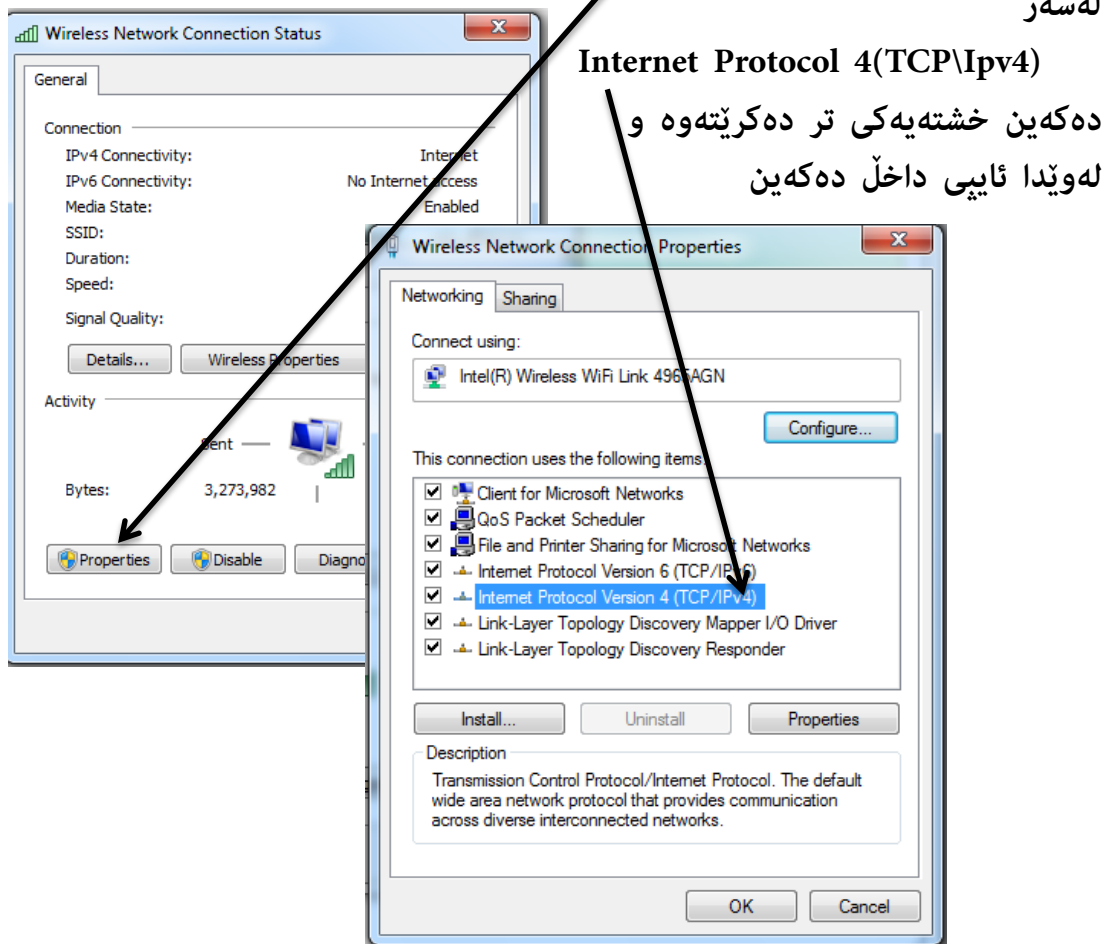 لەسەر
Internet Protocol 4(TCP\Ipv4)
دەکەین خشتەیەکی تر دەکرێتەوە و
لەوێدا ئایپی داخڵ دەکەین
Wireless Network Connection Status
General
Connection
IPv4 Connectivity: Internet
IPv6 Connectivity: No Internet access
Media State: Enabled
SSID:
Duration:
Speed:
Signal Quality:
Details... Wireless Properties
Activity
Sent
Bytes: 3,273,982
Properties Disable
Wireless Network Connection Properties
Networking Sharing
Connect using:
Intel(R) Wireless WiFi Link 4965AGN
Configure...
This connection uses the following items:
Client for Microsoft Networks
QoS Packet Scheduler
File and Printer Sharing for Microsoft Networks
Internet Protocol Version 6 (TCP/IPv6)
Internet Protocol Version 4 (TCP/IPv4)
Link-Layer Topology Discovery Mapper I/O Driver
Link-Layer Topology Discovery Responder
Install... Uninstall Properties
Description
Transmission Control Protocol/Internet Protocol. The default
wide area network protocol that provides communication
across diverse interconnected networks.
OK Cancel